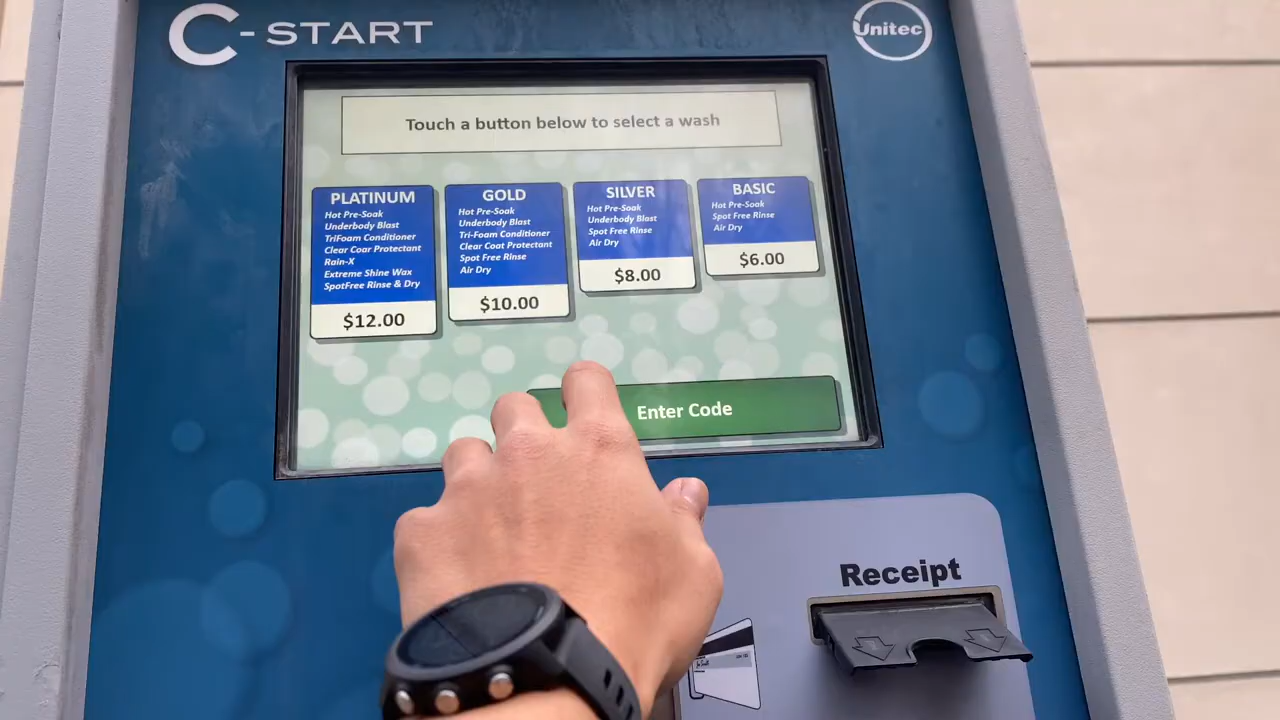 C-START
Unitec
Touch a button below to select a wash
PLATINUM
Hot Pre-Soak
Underbody Blast
TriFoam Conditioner
Clear Coar Protectant
Rain-X
Extreme Shine Wax
SpotFree Rinse & Dry
$12.00
GOLD
Hot Pre-Soak
Underbody Blast
Tri-Foam Conditioner
Clear Coat Protectant
Spot Free Rinse
Air Dry
$10.00
SILVER
Hot Pre-Soak
Underbody Blast
Spot Free Rinse
Air Dry
$8.00
BASIC
Hot Pre-Soak
Spot Free Rinse
Air Dry
$6.00
Enter Code
Receipt